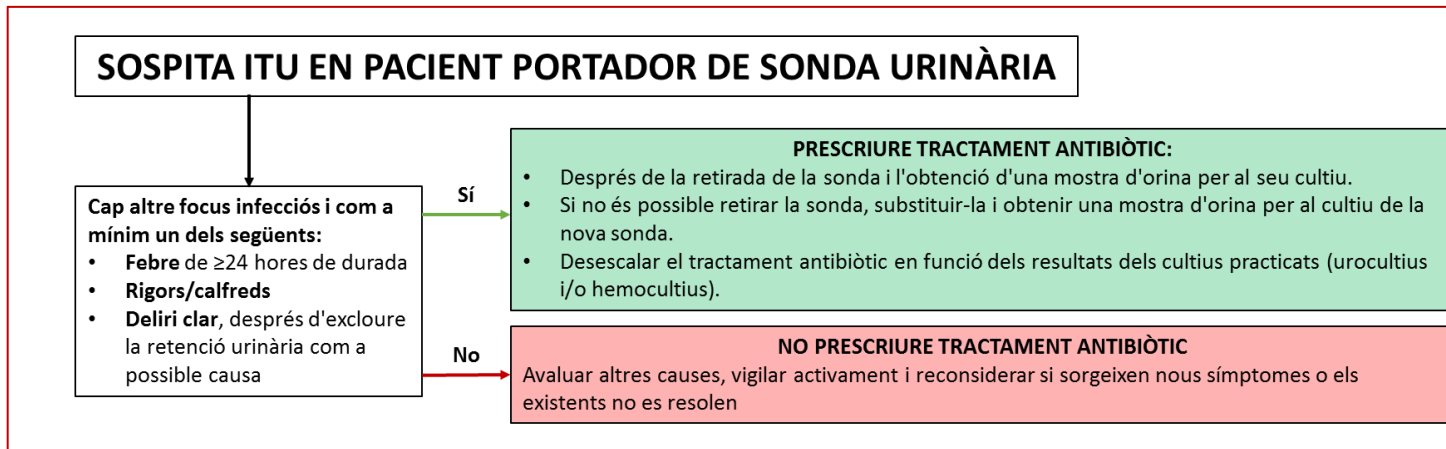 SOSPITA ITU EN PACIENT PORTADOR DE SONDA URINÀRIA
Cap altre focus infecciós i com a
mínim un dels següents:
• Febre de ≥24 hores de durada
• Rigors/calfreds
• Deliri clar, després d'excloure
la retenció urinària com a
possible causa
Sí
PRESCRIURE TRACTAMENT ANTIBIÒTIC:
• Després de la retirada de la sonda i l'obtenció d'una mostra d'orina per al seu cultiu.
• Si no és possible retirar la sonda, substituir-la i obtenir una mostra d'orina per al cultiu de la
nova sonda.
• Desescalar el tractament antibiòtic en funció dels resultats dels cultius practicats (urocultius
i/o hemocultius).
No
NO PRESCRIURE TRACTAMENT ANTIBIÒTIC
Avaluar altres causes, vigilar activament i reconsiderar si sorgeixen nous símptomes o els
existents no es resolen